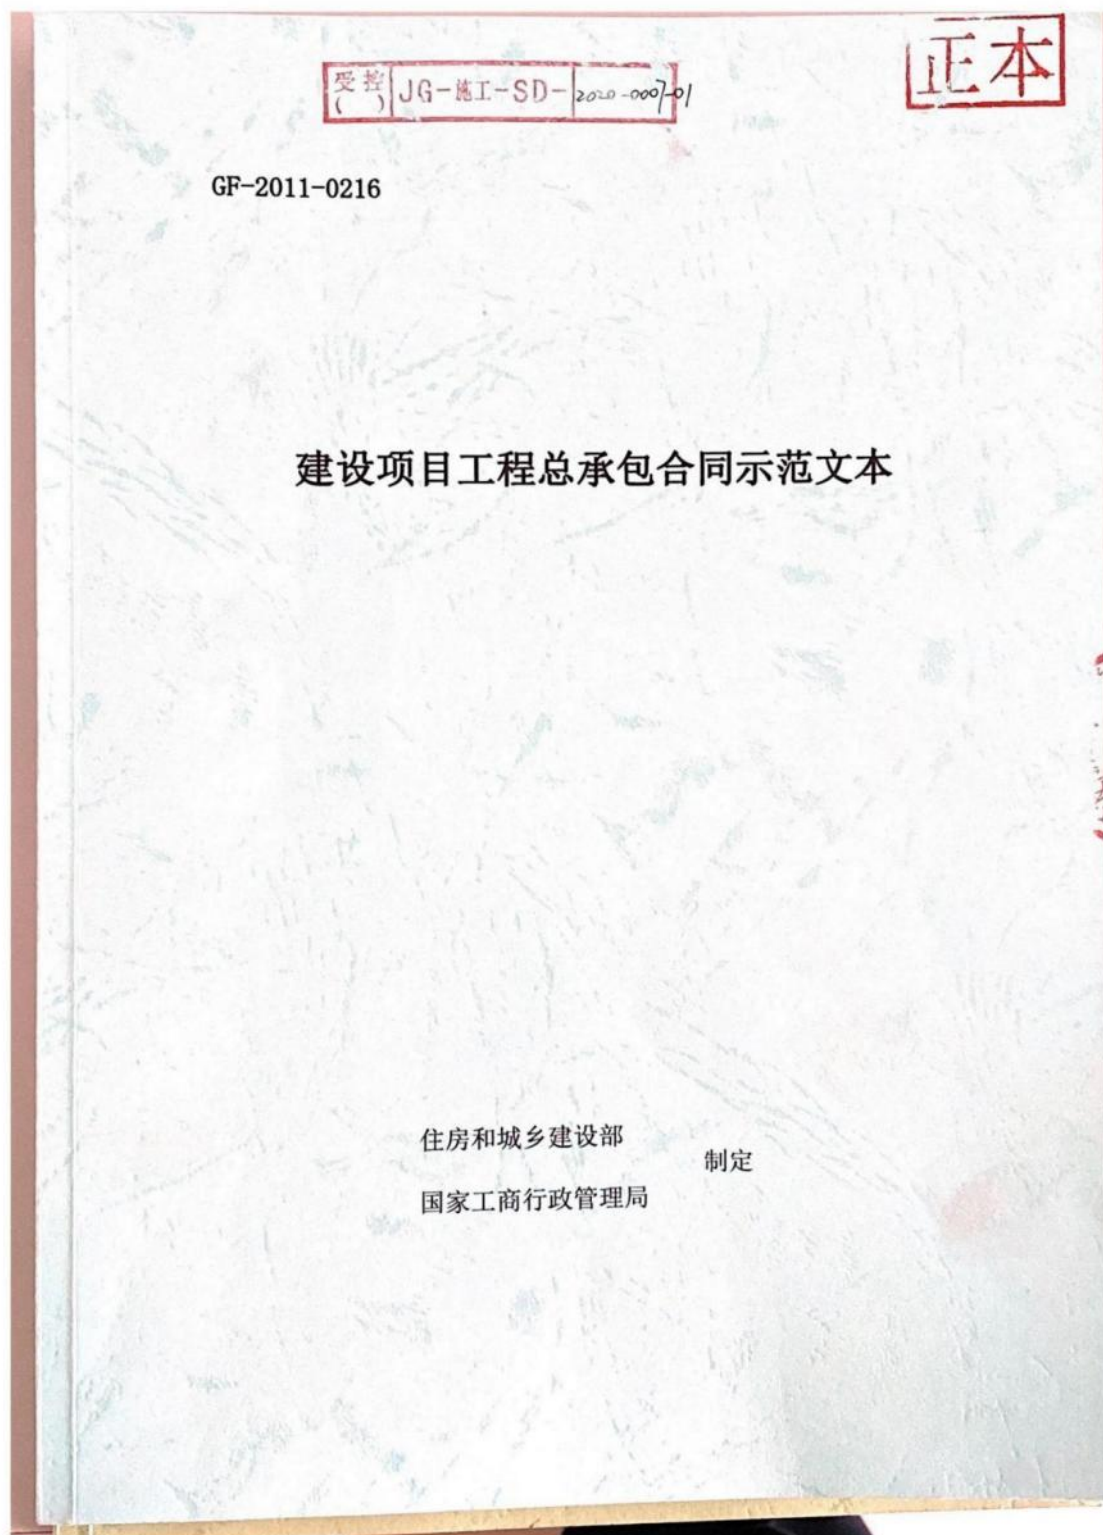 正本
受控
( )
JG-施工-SD-2020-0007-01
GF-2011-0216
建设项目工程总承包合同示范文本
住房和城乡建设部
制定
国家工商行政管理局